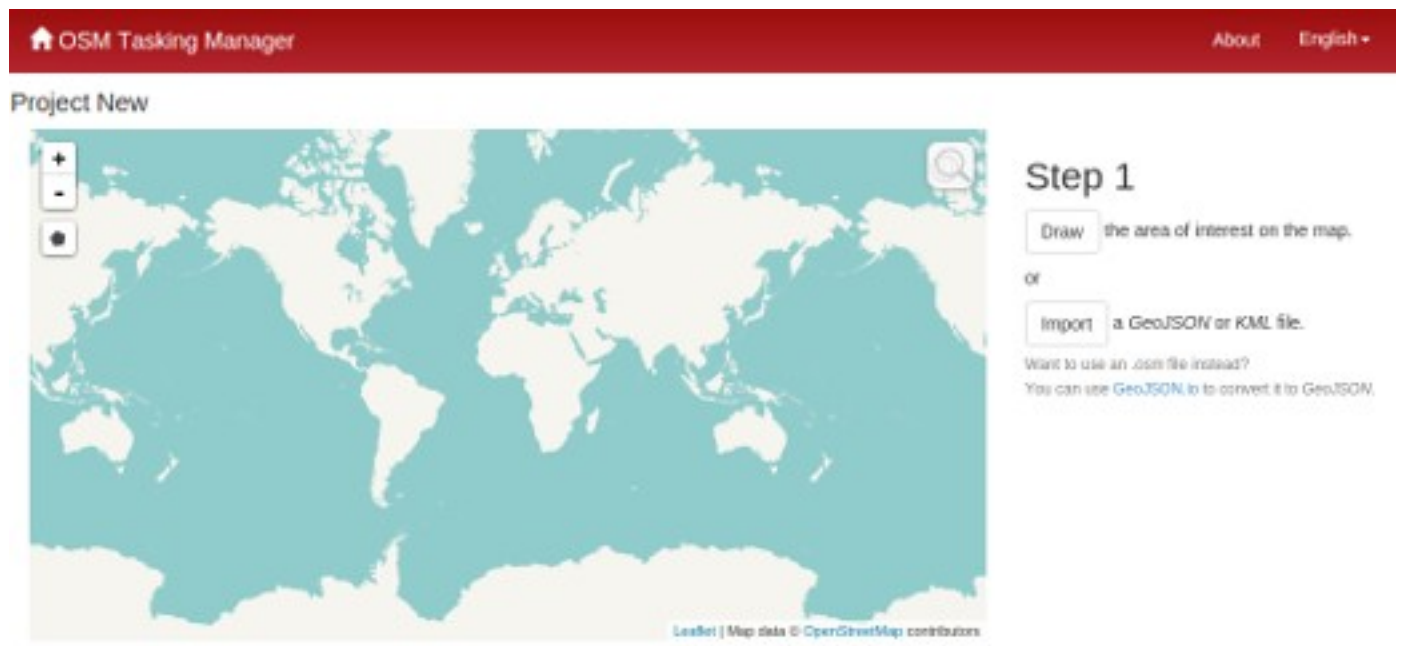 OSM Tasking Manager
About
English
Project New
+
-
Step 1
Draw the area of interest on the map.
or
Import a GeoJSON or KML file.
Want to use an .osm file instead?
You can use GeoJSON.io to convert it to GeoJSON.
Leaflet | Map data © OpenStreetMap contributors